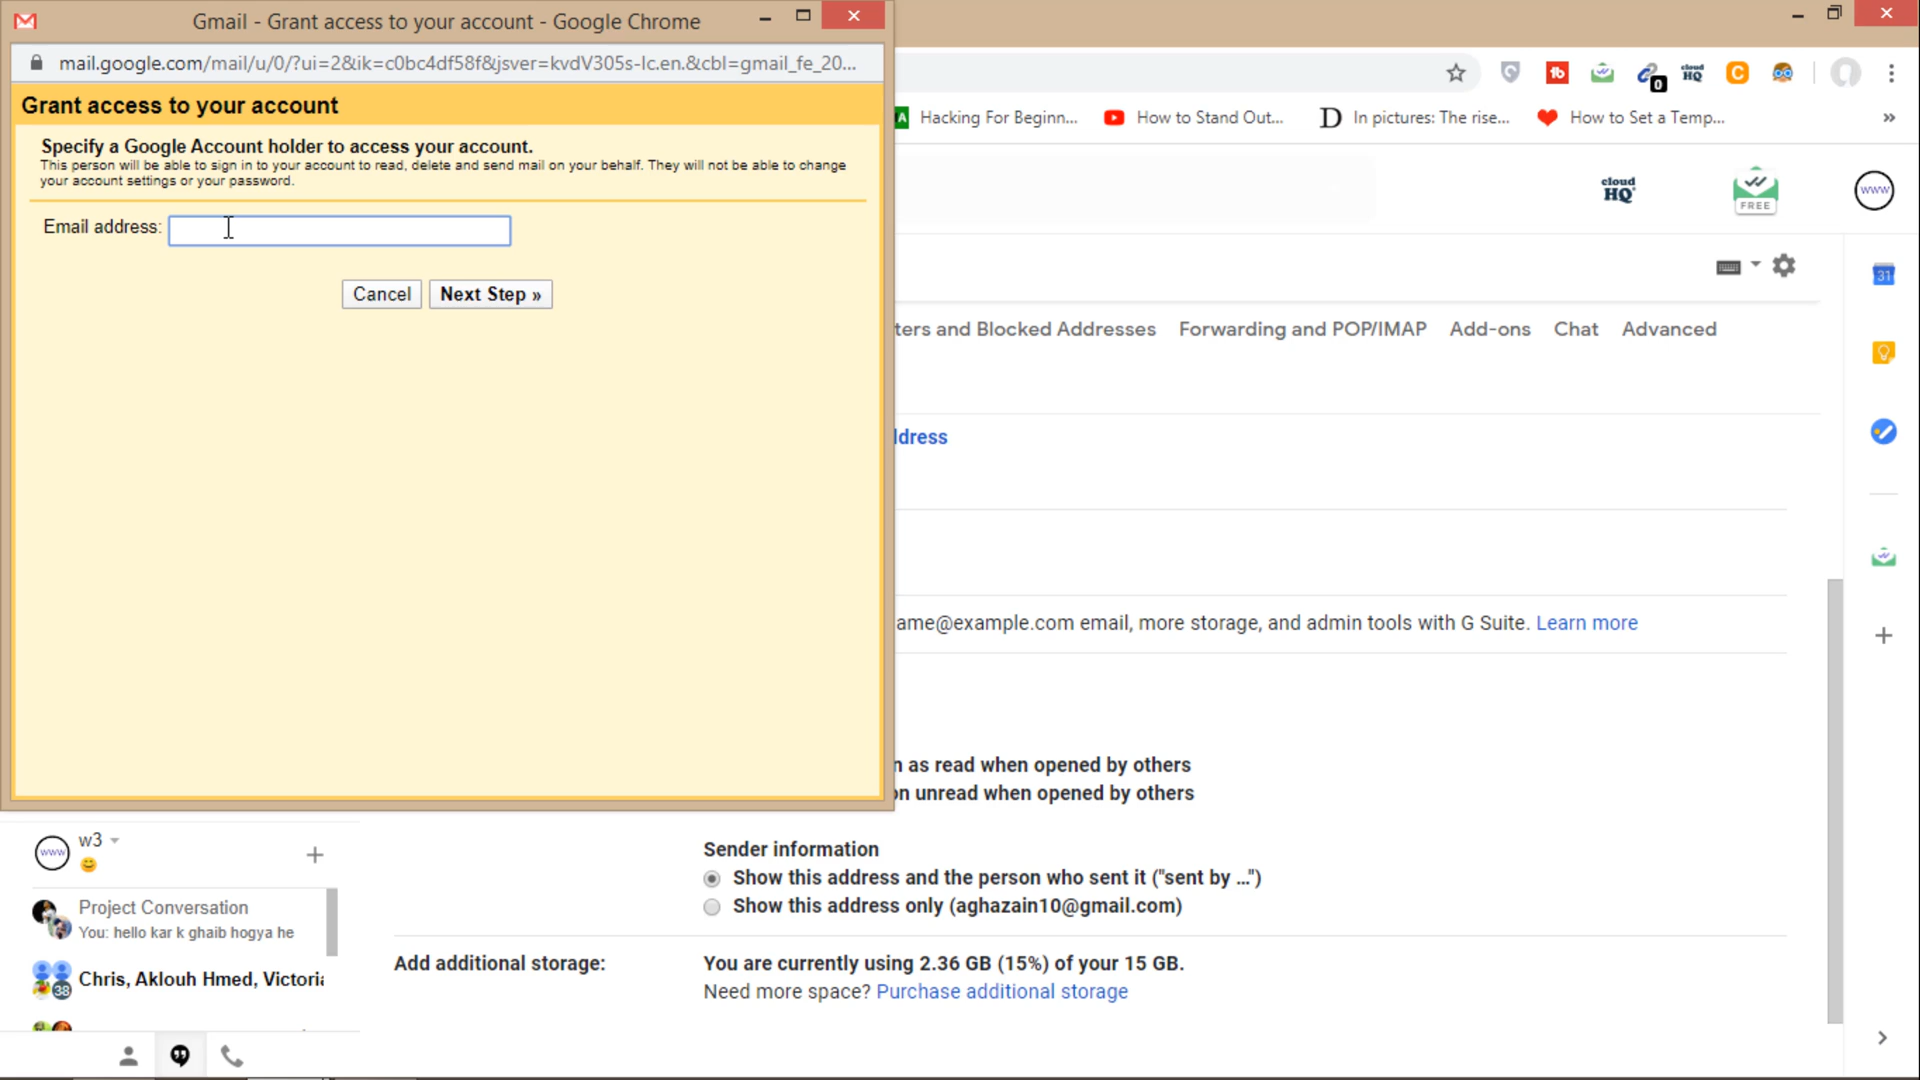 Gmail - Grant access to your account - Google Chrome
mail.google.com/mail/u/0/?ui=2&ik=c0bc4df58f&jsver=kvdV305s-lc.en.&cbl=gmail_fe_20...
Grant access to your account
Specify a Google Account holder to access your account.
This person will be able to sign in to your account to read, delete and send mail on your behalf. They will not be able to change
your account settings or your password.
Email address:
Cancel
Next Step »
Hacking For Beginn...
How to Stand Out...
In pictures: The rise...
How to Set a Temp...
»
cloud HQ
FREE
www
ters and Blocked Addresses
Forwarding and POP/IMAP
Add-ons
Chat
Advanced
ldress
ame@example.com email, more storage, and admin tools with G Suite. Learn more
n as read when opened by others
on unread when opened by others
Sender information
Show this address and the person who sent it ("sent by ...")
Show this address only (aghazain10@gmail.com)
Add additional storage:
You are currently using 2.36 GB (15%) of your 15 GB.
Need more space? Purchase additional storage
www
w3
Project Conversation
You: hello kar k ghaib hogya he
38
Chris, Aklouh Hmed, Victoria
31